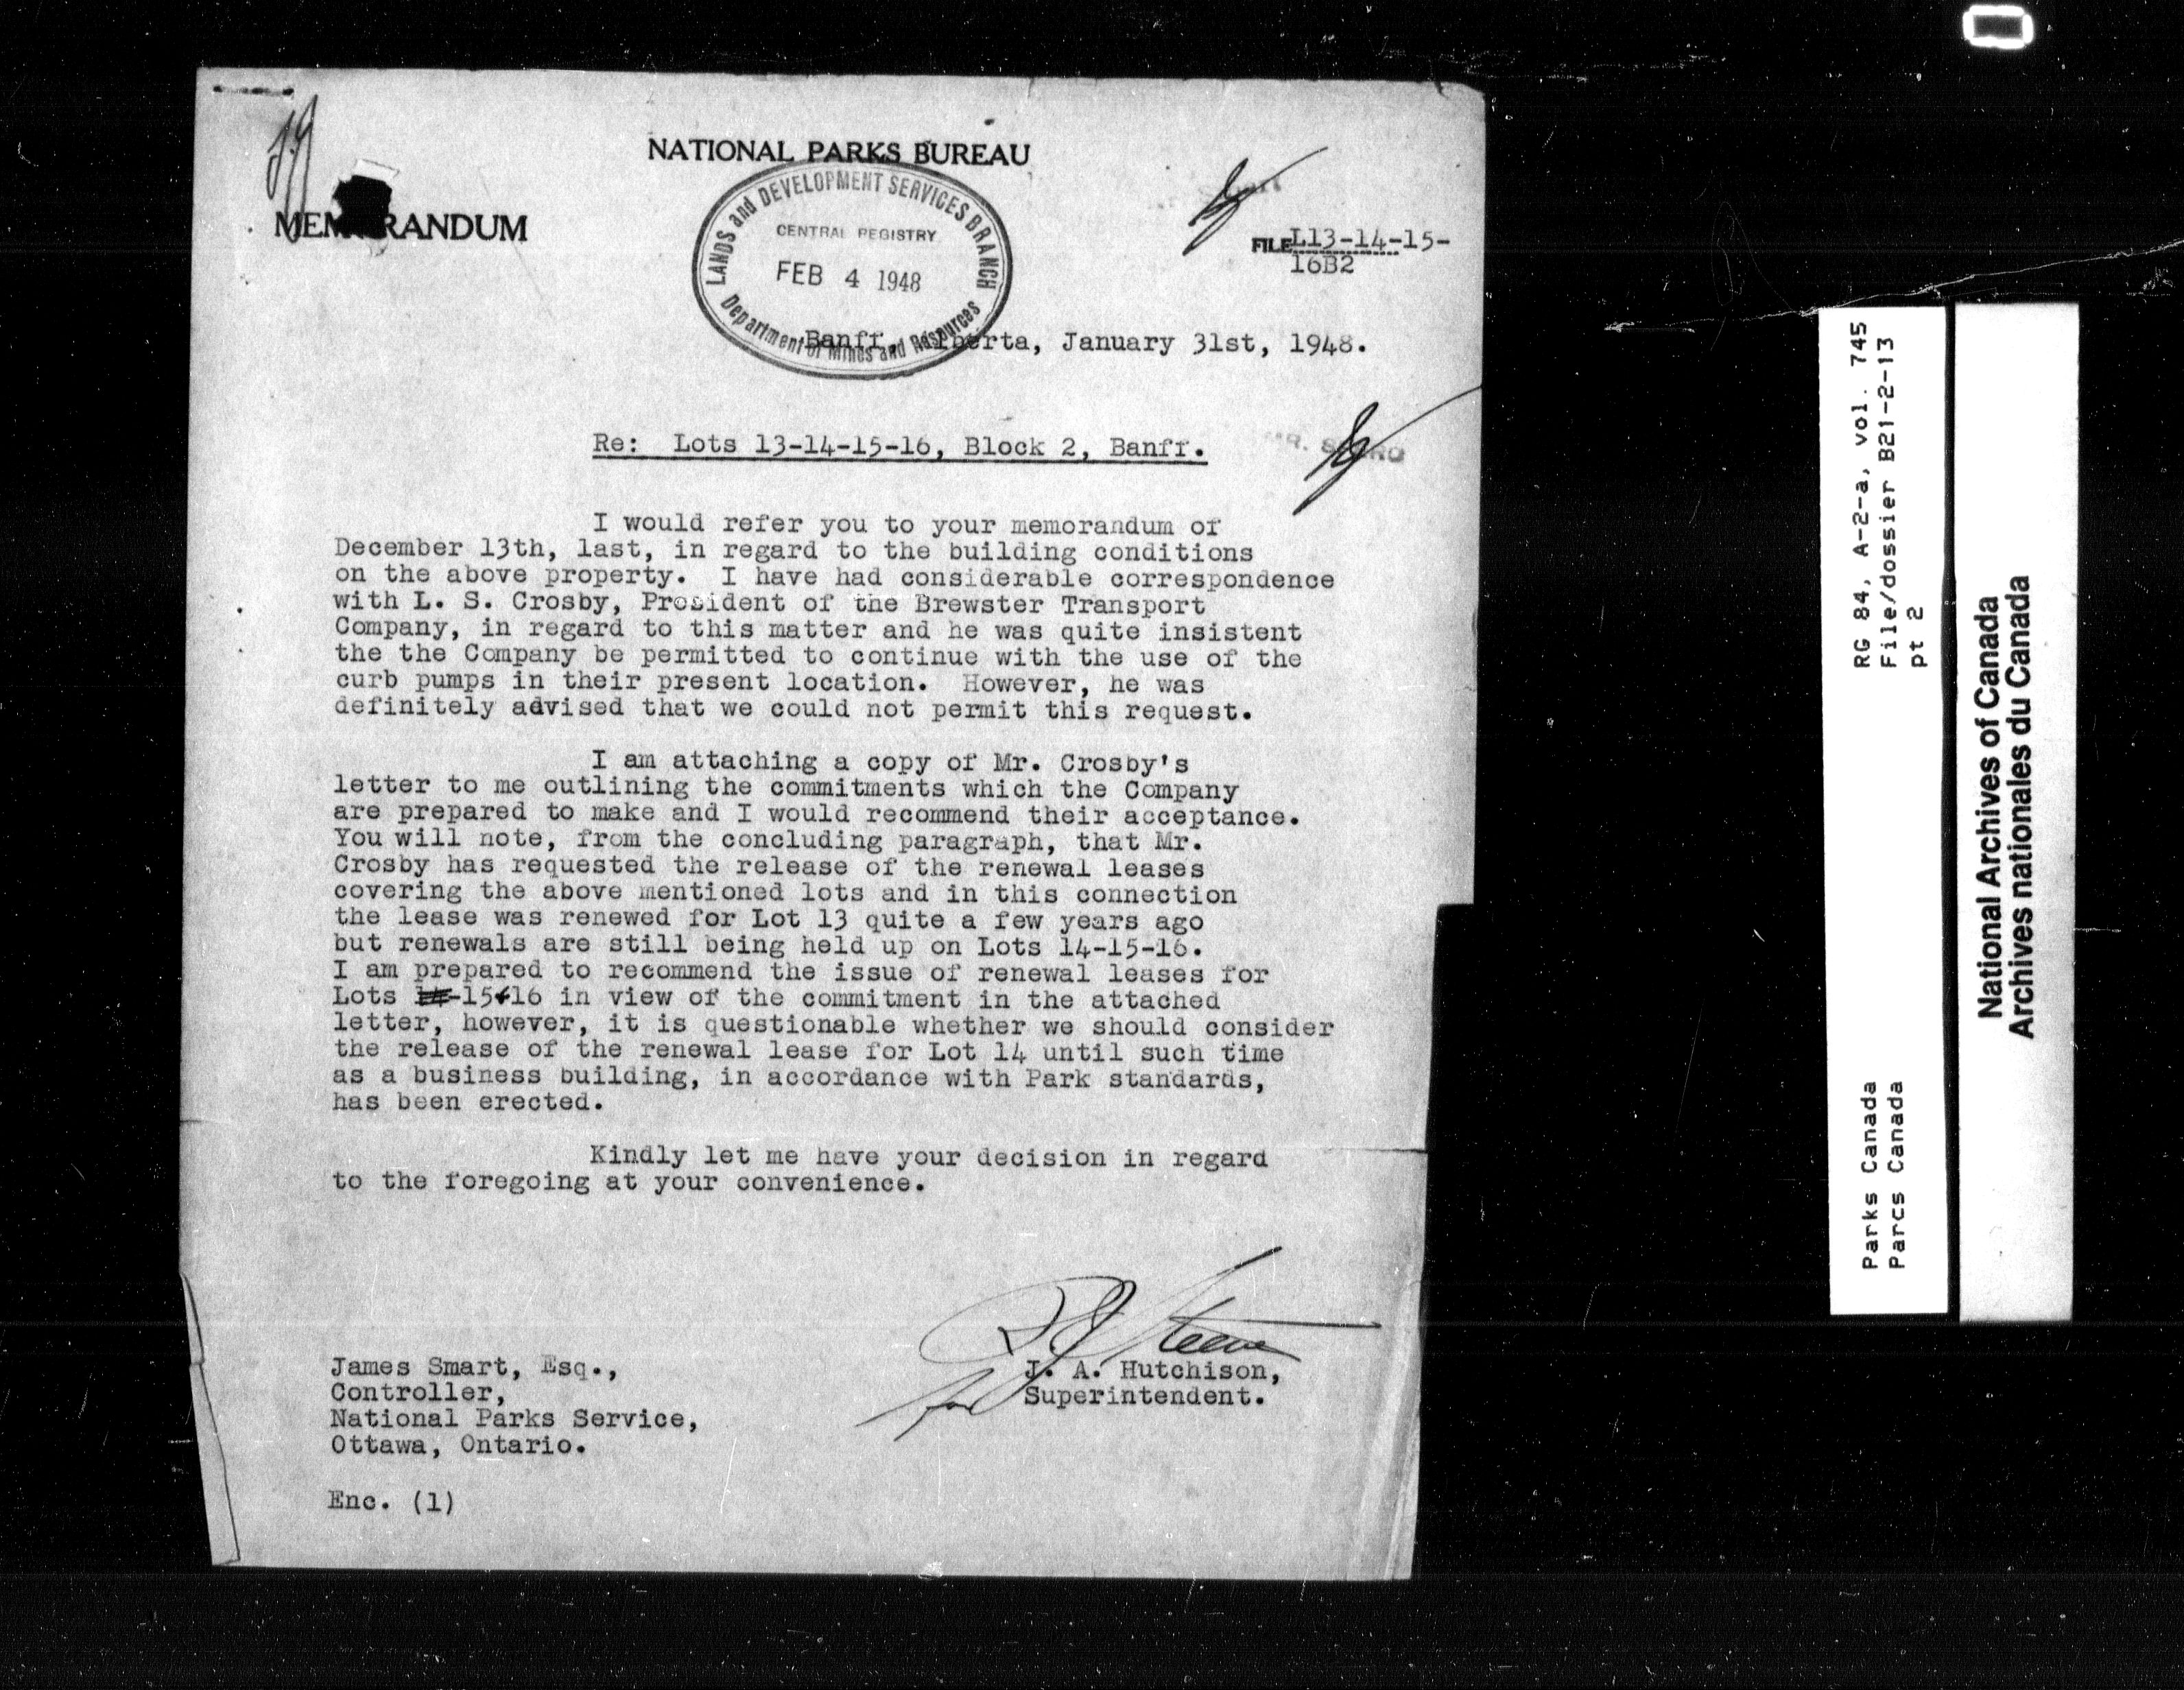 NATIONAL PARKS BUREAU
MEMORANDUM
LANDS and DEVELOPMENT SERVICES BRANCH
CENTRAL REGISTRY
FEB 4 1948
Department of Mines and Resources
FILE L13-14-15-
16B2
Banff, Alberta, January 31st, 1948.
Re: Lots 13-14-15-16, Block 2, Banff.
MR.
I would refer you to your memorandum of
December 13th, last, in regard to the building conditions
on the above property. I have had considerable correspondence
with L. S. Crosby, President of the Brewster Transport
Company, in regard to this matter and he was quite insistent
the the Company be permitted to continue with the use of the
curb pumps in their present location. However, he was
definitely advised that we could not permit this request.
I am attaching a copy of Mr. Crosby's
letter to me outlining the commitments which the Company
are prepared to make and I would recommend their acceptance.
You will note, from the concluding paragraph, that Mr.
Crosby has requested the release of the renewal leases
covering the above mentioned lots and in this connection
the lease was renewed for Lot 13 quite a few years ago
but renewals are still being held up on Lots 14-15-16.
I am prepared to recommend the issue of renewal leases for
Lots 14-15+16 in view of the commitment in the attached
letter, however, it is questionable whether we should consider
the release of the renewal lease for Lot 14 until such time
as a business building, in accordance with Park standards,
has been erected.
Kindly let me have your decision in regard
to the foregoing at your convenience.
for
J. A. Hutchison,
Superintendent.
James Smart, Esq.,
Controller,
National Parks Service,
Ottawa, Ontario.
Enc. (1)
RG 84, A-2-a, vol. 745
File/dossier B21-2-13
pt 2
Parks Canada
Parcs Canada
National Archives of Canada
Archives nationales du Canada